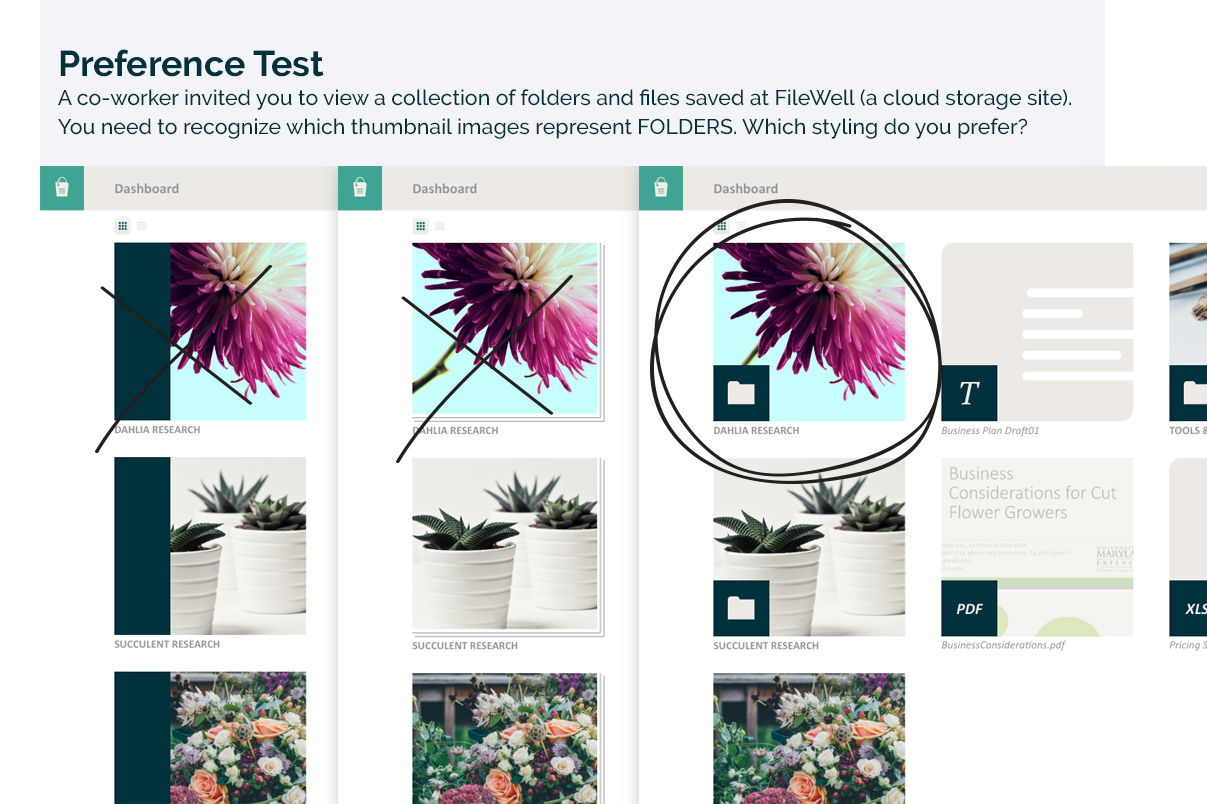 Preference Test
A co-worker invited you to view a collection of folders and files saved at FileWell (a cloud storage site).
You need to recognize which thumbnail images represent FOLDERS. Which styling do you prefer?
Dashboard
DAHLIA RESEARCH
SUCCULENT RESEARCH
Dashboard
DAHLIA RESEARCH
SUCCULENT RESEARCH
Dashboard
DAHLIA RESEARCH
T
Business Plan Draft01
TOOLS &
SUCCULENT RESEARCH
Business
Considerations for Cut
Flower Growers
PDF
BusinessConsiderations.pdf
XLS
Pricing S